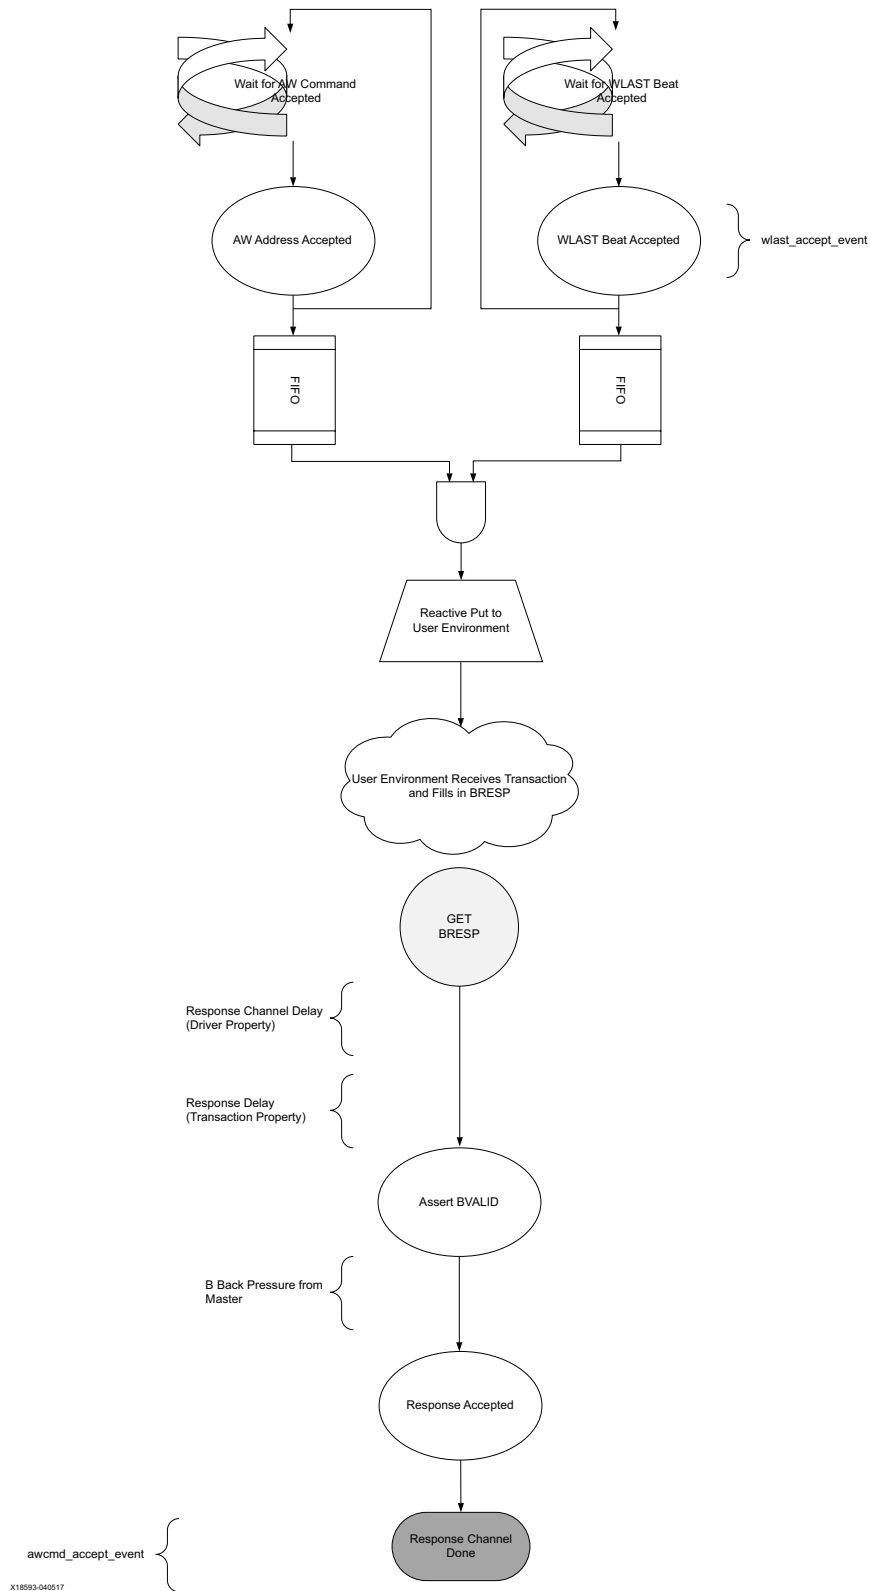 Wait for AW Command
Accepted
Wait for WLAST Beat
Accepted
AW Address Accepted
WLAST Beat Accepted
wlast_accept_event
FIFO
FIFO
Reactive Put to
User Environment
User Environment Receives Transaction
and Fills in BRESP
GET
BRESP
Response Channel Delay
(Driver Property)
Response Delay
(Transaction Property)
Assert BVALID
B Back Pressure from
Master
Response Accepted
Response Channel
Done
awcmd_accept_event
X18593-040517